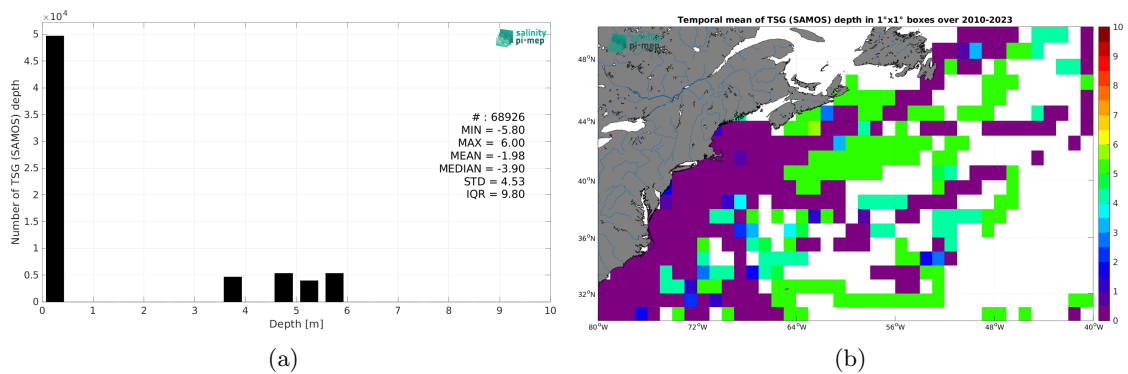 ×10⁴
5
4.5
4
3.5
3
2.5
2
1.5
1
0.5
0
Number of TSG (SAMOS) depth
0 1 2 3 4 5 6 7 8 9 10
Depth [m]
salinity
pi-mep
# : 68926
MIN = -5.80
MAX = 6.00
MEAN = -1.98
MEDIAN = -3.90
STD = 4.53
IQR = 9.80
(a)
Temporal mean of TSG (SAMOS) depth in 1°x1° boxes over 2010-2023
salinity
pi-mep
48°N
44°N
40°N
36°N
32°N
80°W 72°W 64°W 56°W 48°W 40°W
10
9
8
7
6
5
4
3
2
1
0
(b)